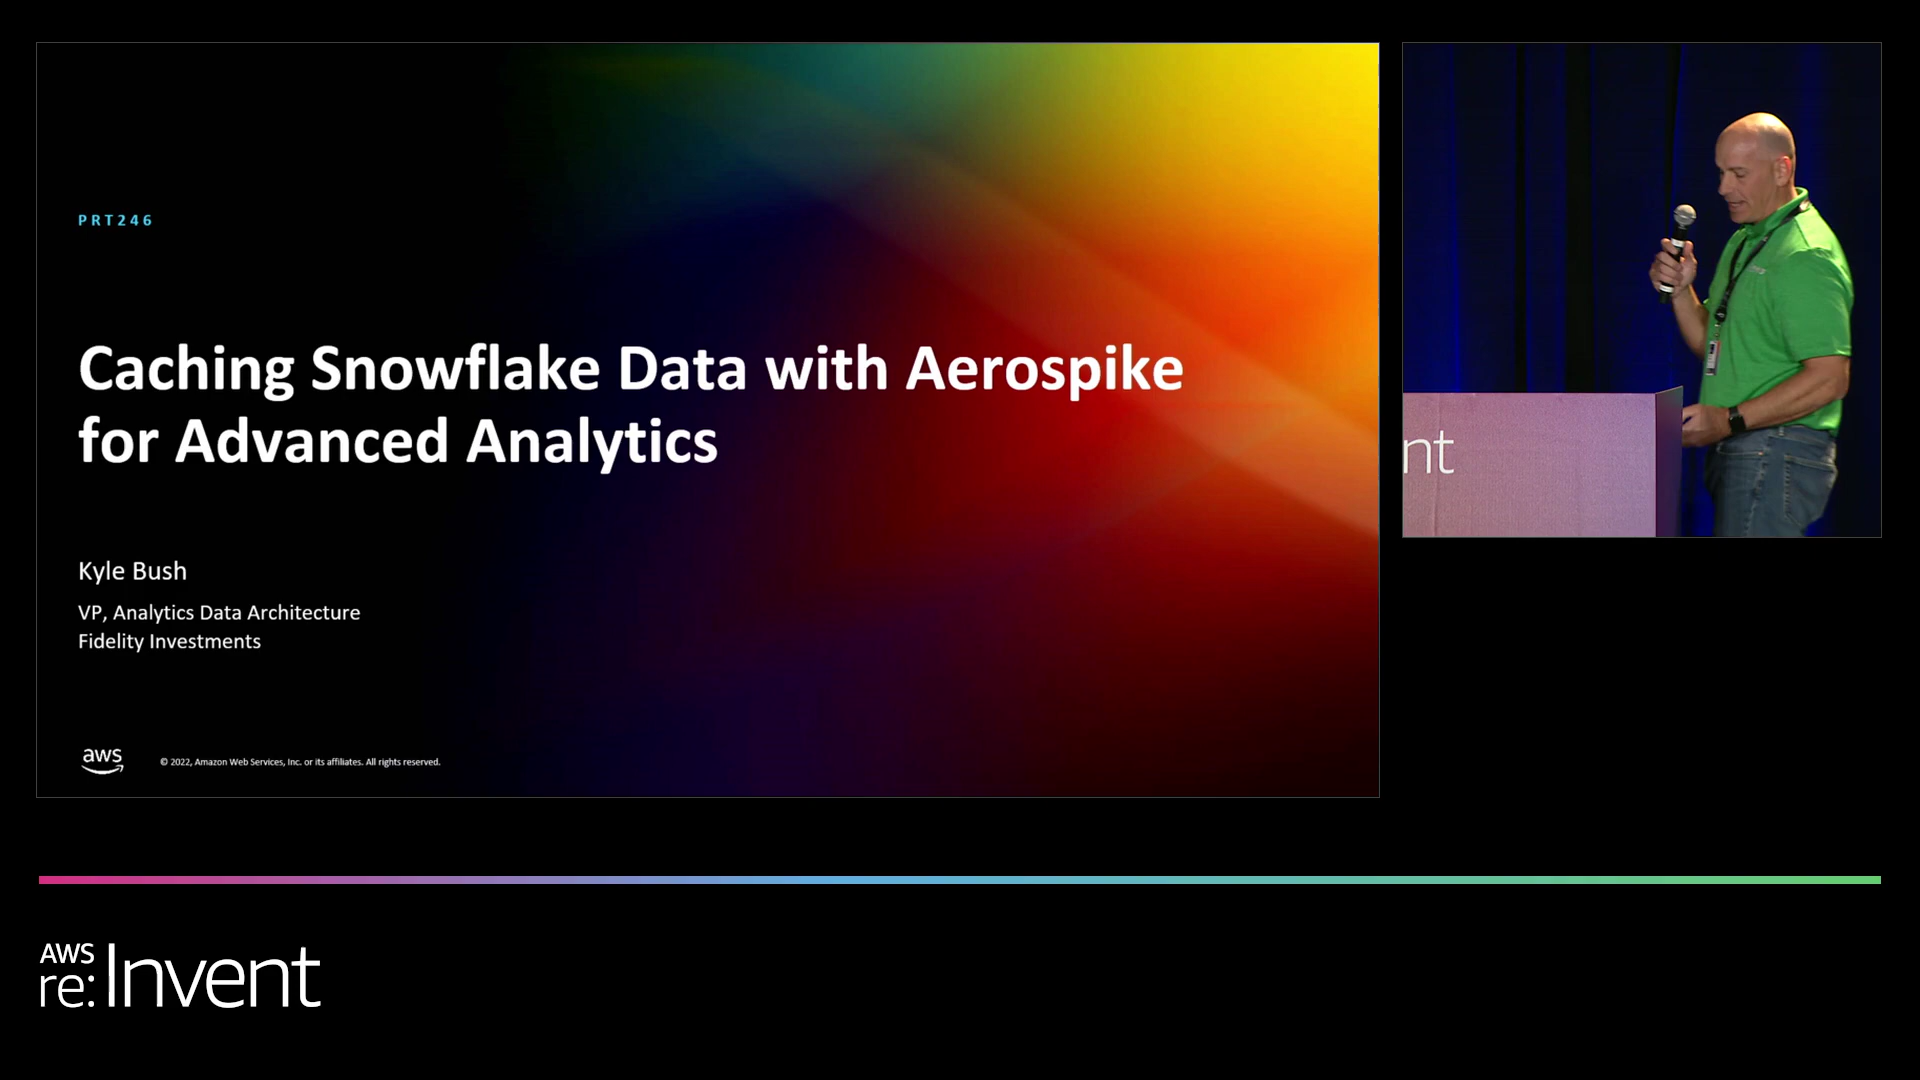 PRT246
Caching Snowflake Data with Aerospike
for Advanced Analytics
Kyle Bush
VP, Analytics Data Architecture
Fidelity Investments
aws
© 2022, Amazon Web Services, Inc. or its affiliates. All rights reserved.
nt
AWS
re:Invent